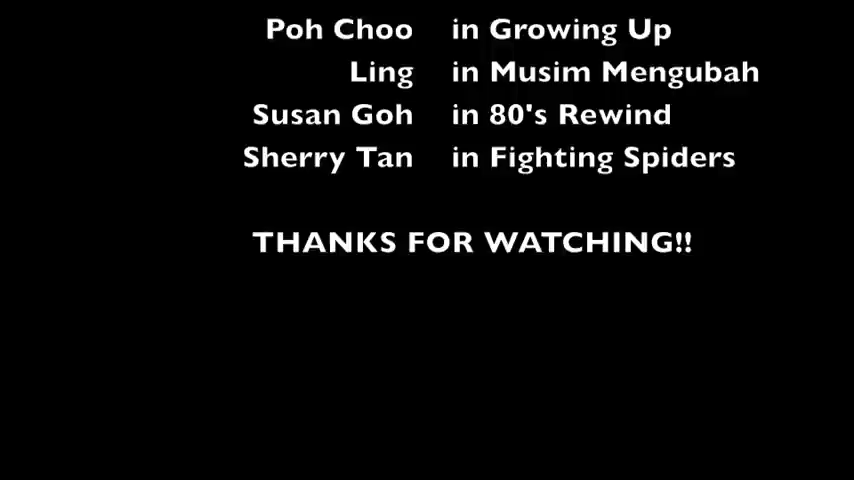 Poh Choo in Growing Up
Ling in Musim Mengubah
Susan Goh in 80's Rewind
Sherry Tan in Fighting Spiders
THANKS FOR WATCHING!!